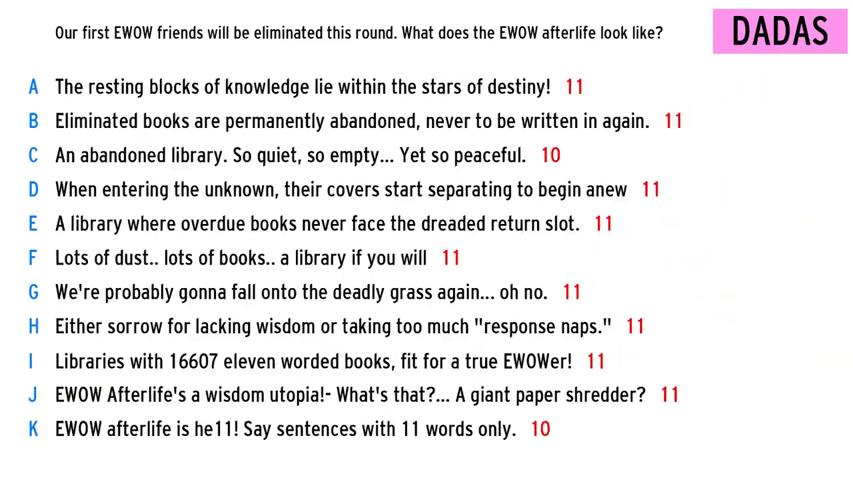 Our first EWOW friends will be eliminated this round. What does the EWOW afterlife look like?
DADAS
A The resting blocks of knowledge lie within the stars of destiny! 11
B Eliminated books are permanently abandoned, never to be written in again. 11
C An abandoned library. So quiet, so empty... Yet so peaceful. 10
D When entering the unknown, their covers start separating to begin anew 11
E A library where overdue books never face the dreaded return slot. 11
F Lots of dust.. lots of books.. a library if you will 11
G We're probably gonna fall onto the deadly grass again... oh no. 11
H Either sorrow for lacking wisdom or taking too much "response naps." 11
I Libraries with 16607 eleven worded books, fit for a true EWOWer! 11
J EWOW Afterlife's a wisdom utopia!- What's that?... A giant paper shredder? 11
K EWOW afterlife is he11! Say sentences with 11 words only. 10